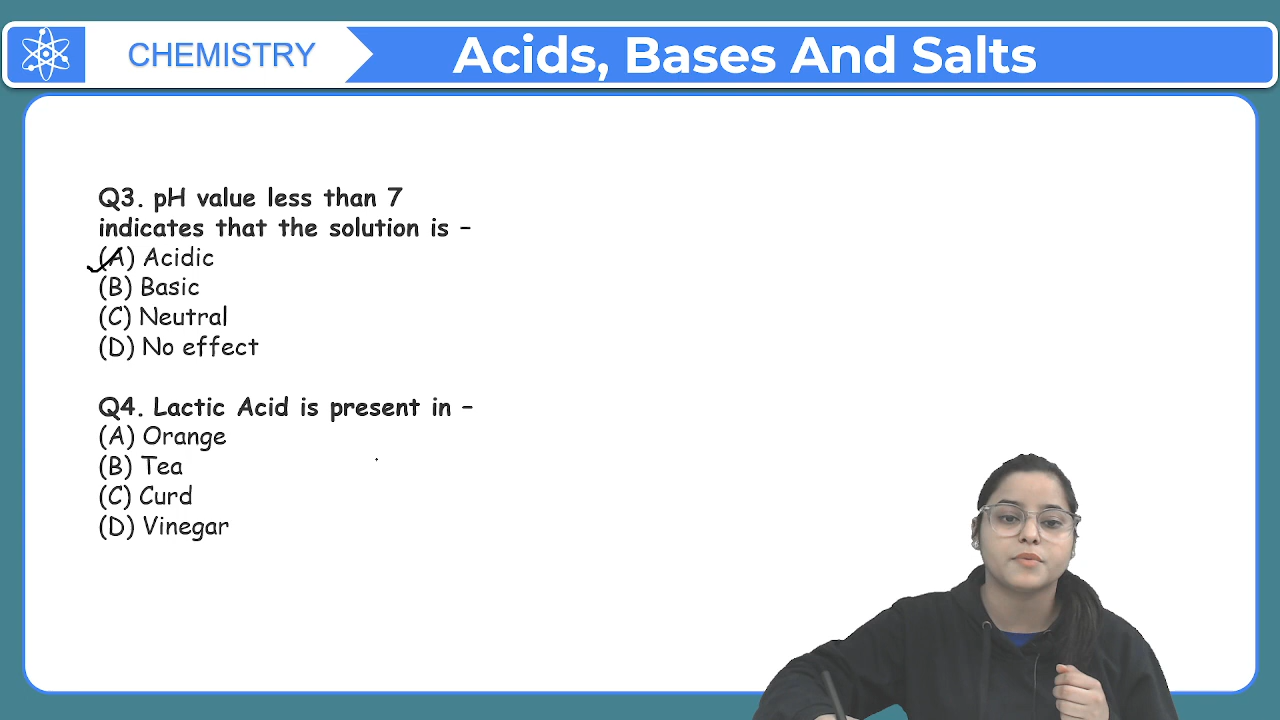 CHEMISTRY
Acids, Bases And Salts
Q3. pH value less than 7
indicates that the solution is –
(A) Acidic
(B) Basic
(C) Neutral
(D) No effect
Q4. Lactic Acid is present in –
(A) Orange
(B) Tea
(C) Curd
(D) Vinegar